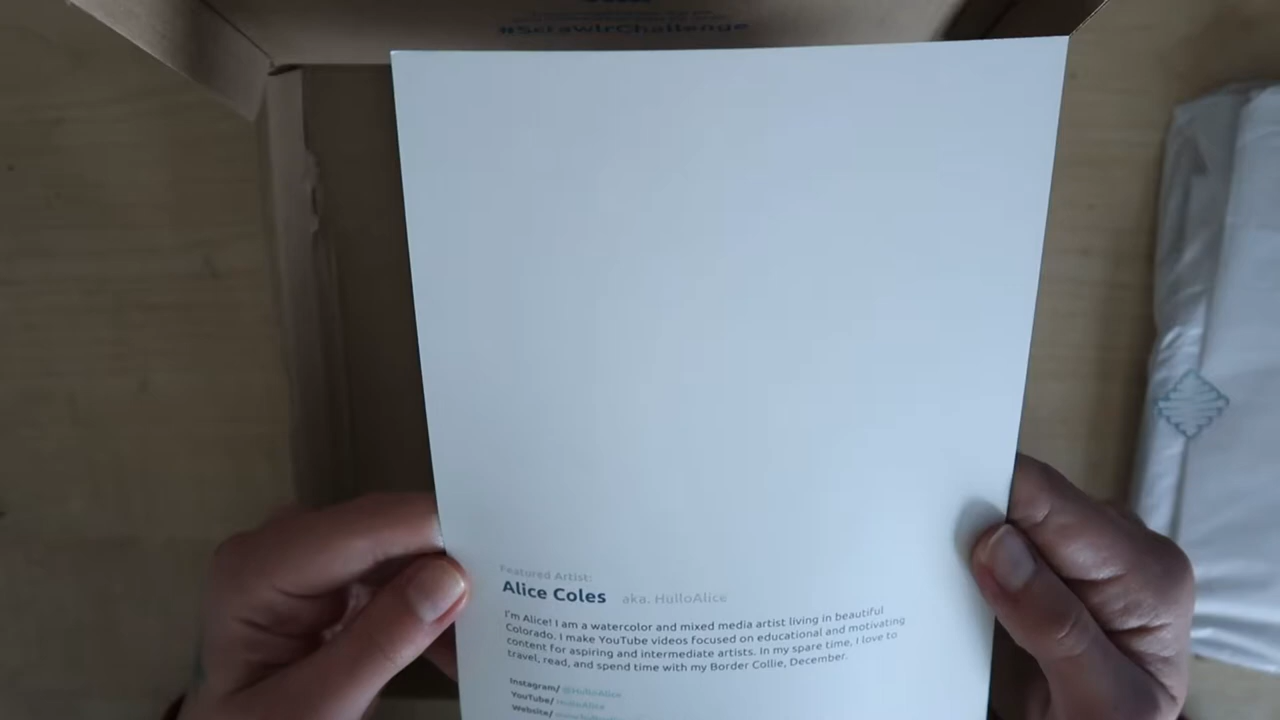 #ScrawlrChallenge
Featured Artist:
Alice Coles aka. HulloAlice
I'm Alice! I am a watercolor and mixed media artist living in beautiful
Colorado. I make YouTube videos focused on educational and motivating
content for aspiring and intermediate artists. In my spare time, I love to
travel, read, and spend time with my Border Collie, December.
Instagram/ @HulloAlice
YouTube/ HulloAlice
Website/